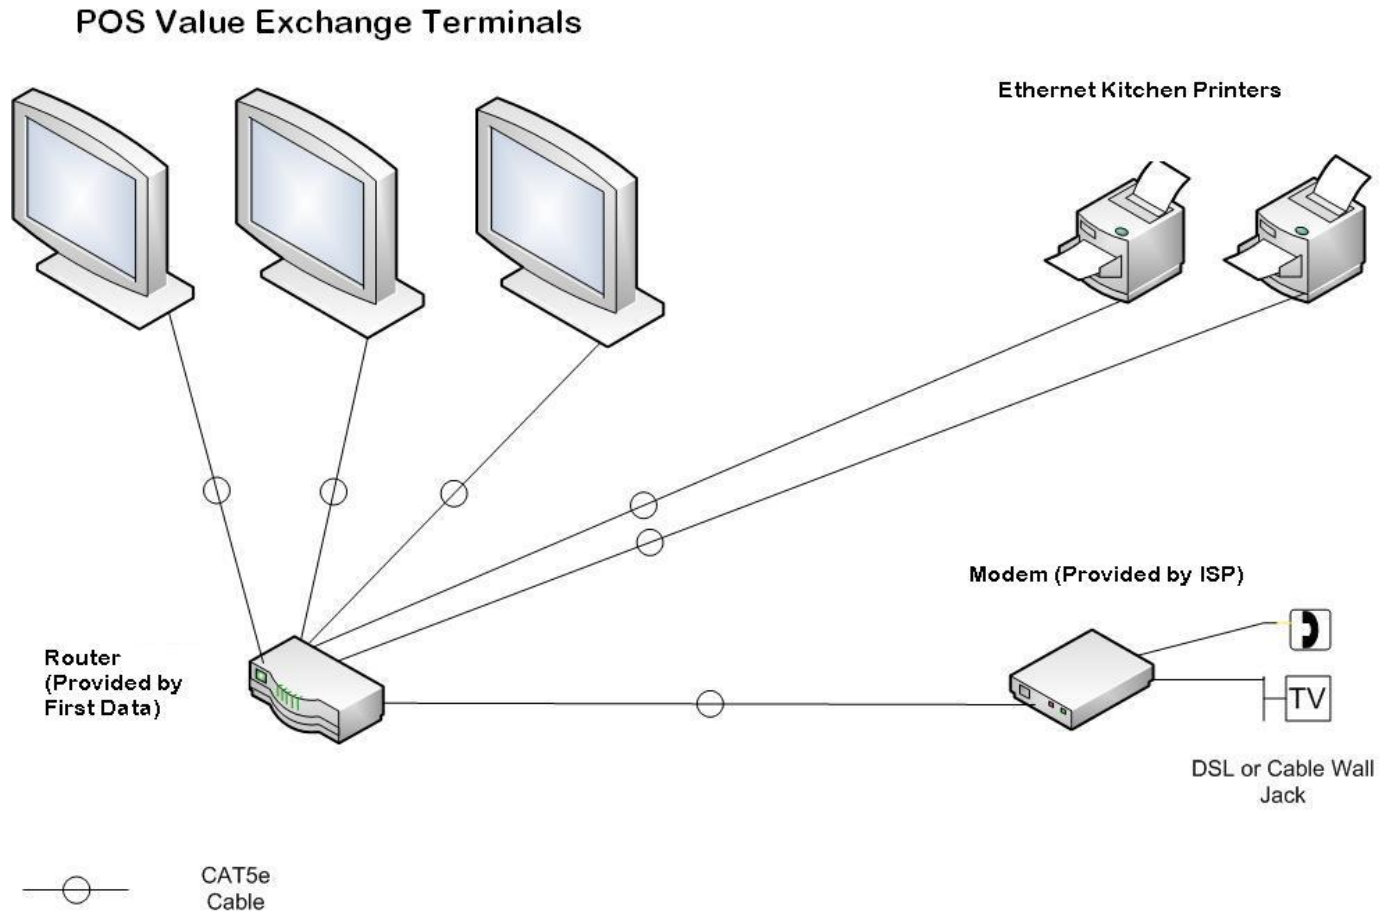 POS Value Exchange Terminals
Ethernet Kitchen Printers
Modem (Provided by ISP)
Router
(Provided by
First Data)
TV
DSL or Cable Wall
Jack
CAT5e
Cable